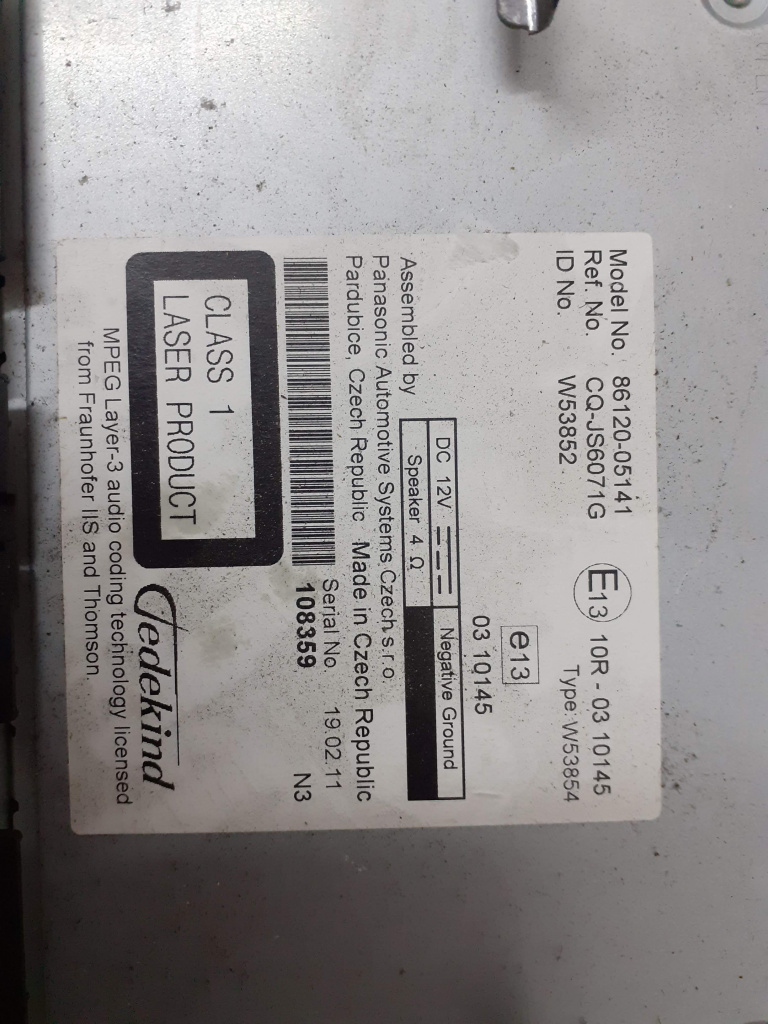 Model No. 86120-05141
Ref. No. CQ-JS6071G
ID No. W53852
E13 10R - 03 10145
Type: W53854
e13
03 10145
DC 12V Negative Ground
Speaker 4 Ω
Assembled by
Panasonic Automotive Systems Czech s.r.o.
Pardubice, Czech Republic Made in Czech Republic
Serial No. 19.02.11
108359 N3
CLASS 1
LASER PRODUCT
MPEG Layer-3 audio coding technology licensed
from Fraunhofer IIS and Thomson